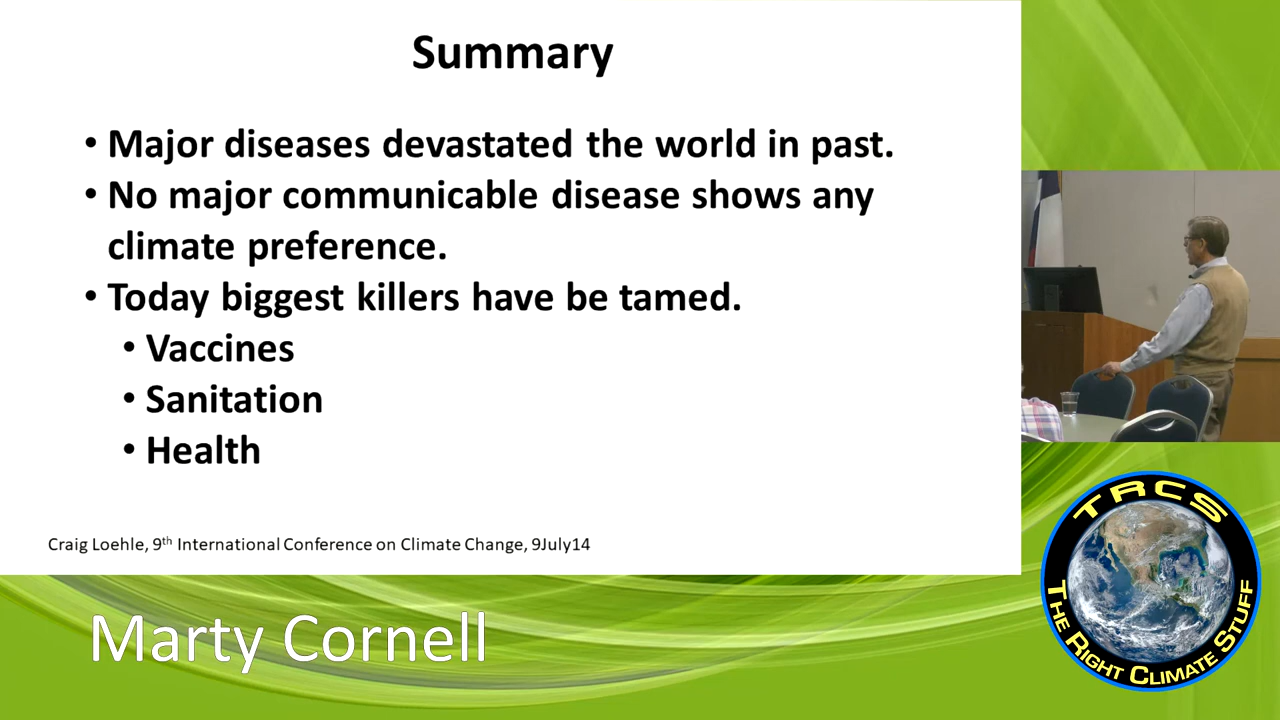 Summary
• Major diseases devastated the world in past.
• No major communicable disease shows any
climate preference.
• Today biggest killers have be tamed.
• Vaccines
• Sanitation
• Health
Craig Loehle, 9th International Conference on Climate Change, 9July14
Marty Cornell
TRCS
THE RIGHT CLIMATE STUFF